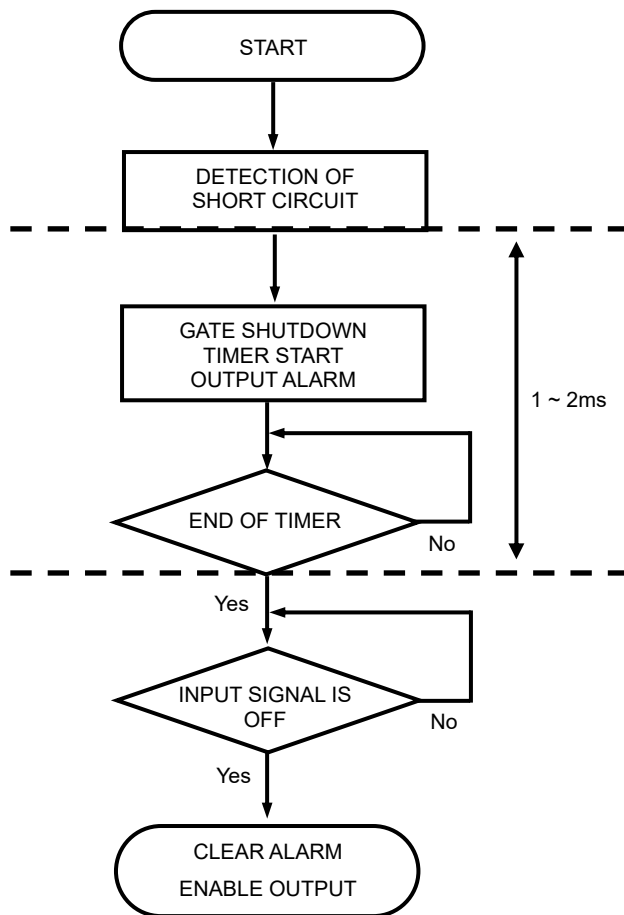 START
DETECTION OF
SHORT CIRCUIT
GATE SHUTDOWN
TIMER START
OUTPUT ALARM
1 ~ 2ms
END OF TIMER
No
Yes
INPUT SIGNAL IS
OFF
No
Yes
CLEAR ALARM
ENABLE OUTPUT